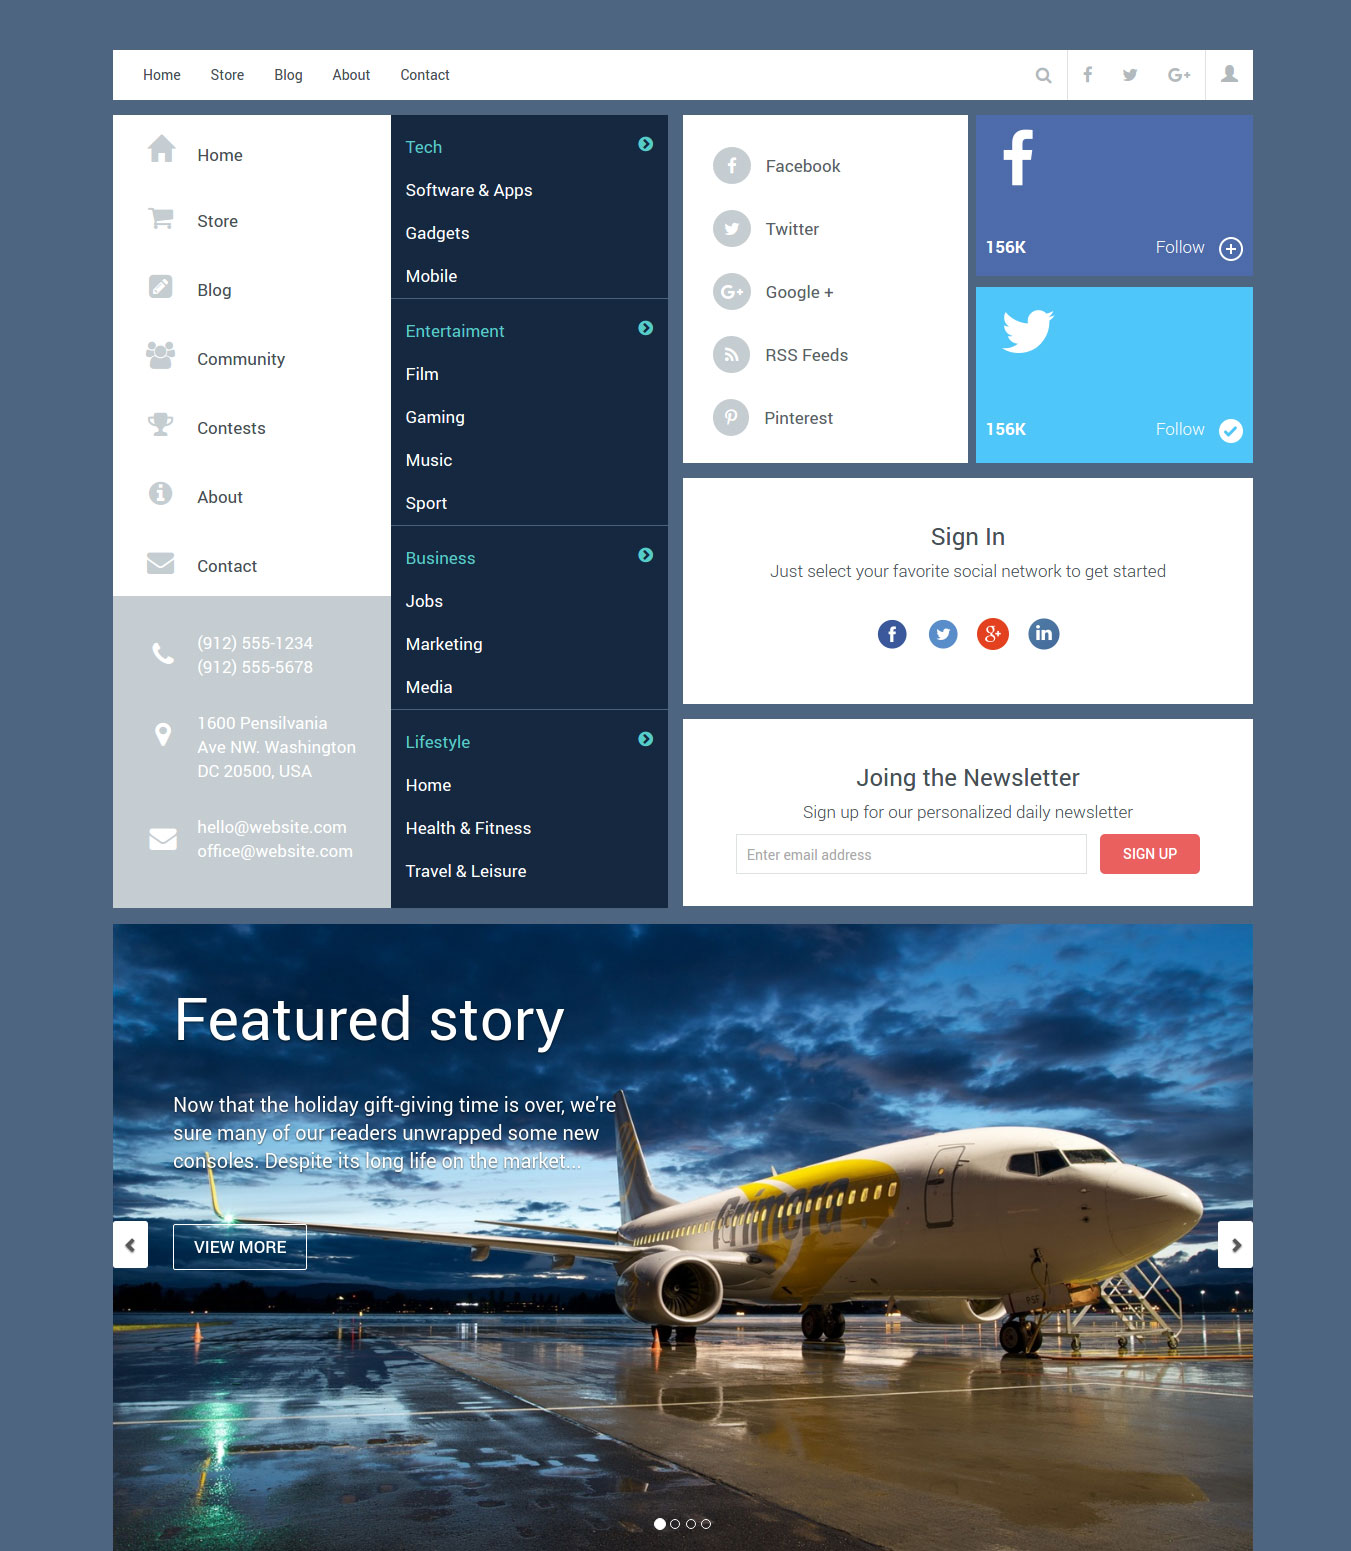 Home Store Blog About Contact
Home
Store
Blog
Community
Contests
About
Contact
(912) 555-1234
(912) 555-5678
1600 Pensilvania
Ave NW. Washington
DC 20500, USA
hello@website.com
office@website.com
Tech
Software & Apps
Gadgets
Mobile
Entertaiment
Film
Gaming
Music
Sport
Business
Jobs
Marketing
Media
Lifestyle
Home
Health & Fitness
Travel & Leisure
Facebook
Twitter
Google +
RSS Feeds
Pinterest
156K Follow
156K Follow
Sign In
Just select your favorite social network to get started
Joing the Newsletter
Sign up for our personalized daily newsletter
Enter email address SIGN UP
Featured story
Now that the holiday gift-giving time is over, we're
sure many of our readers unwrapped some new
consoles. Despite its long life on the market...
Primera
VIEW MORE